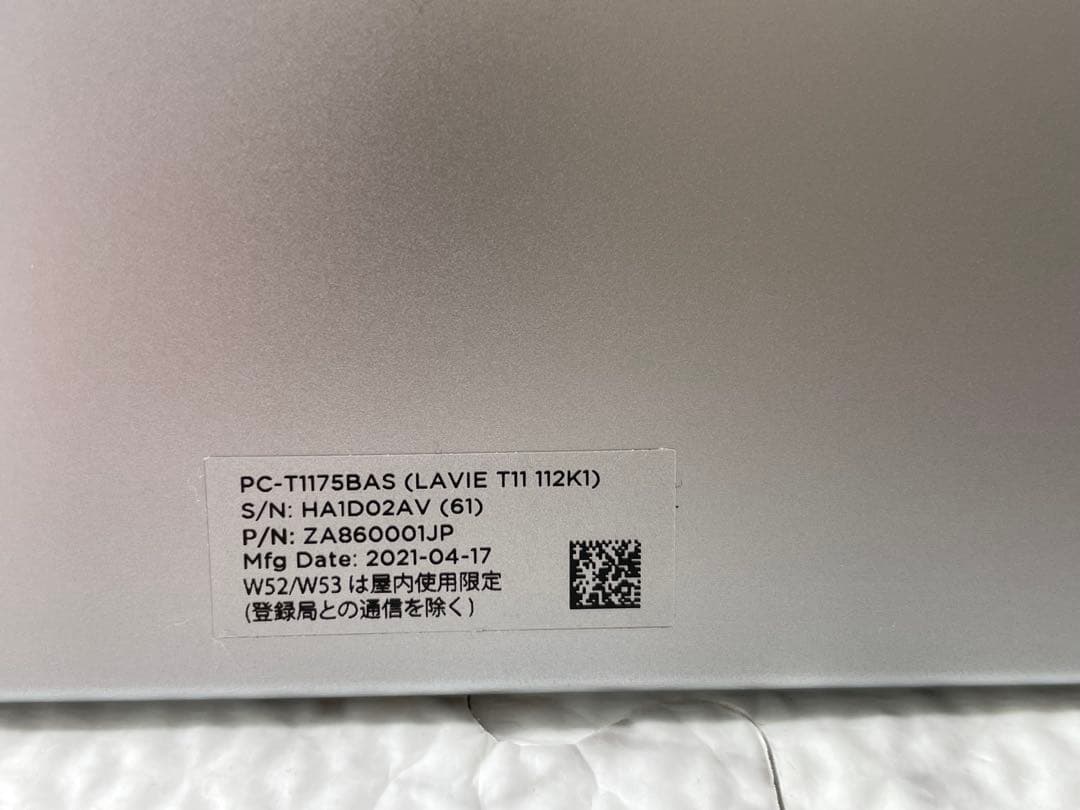 PC-T1175BAS (LAVIE T11 112K1)
S/N: HA1D02AV (61)
P/N: ZA860001JP
Mfg Date: 2021-04-17
W52/W53 は屋内使用限定
(登録局との通信を除く)